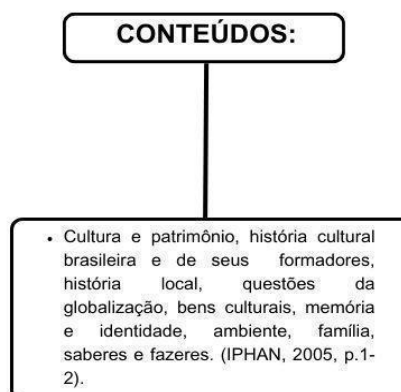 CONTEÚDOS:
• Cultura e patrimônio, história cultural
brasileira e de seus formadores,
história local, questões da
globalização, bens culturais, memória
e identidade, ambiente, família,
saberes e fazeres. (IPHAN, 2005, p.1-
2).